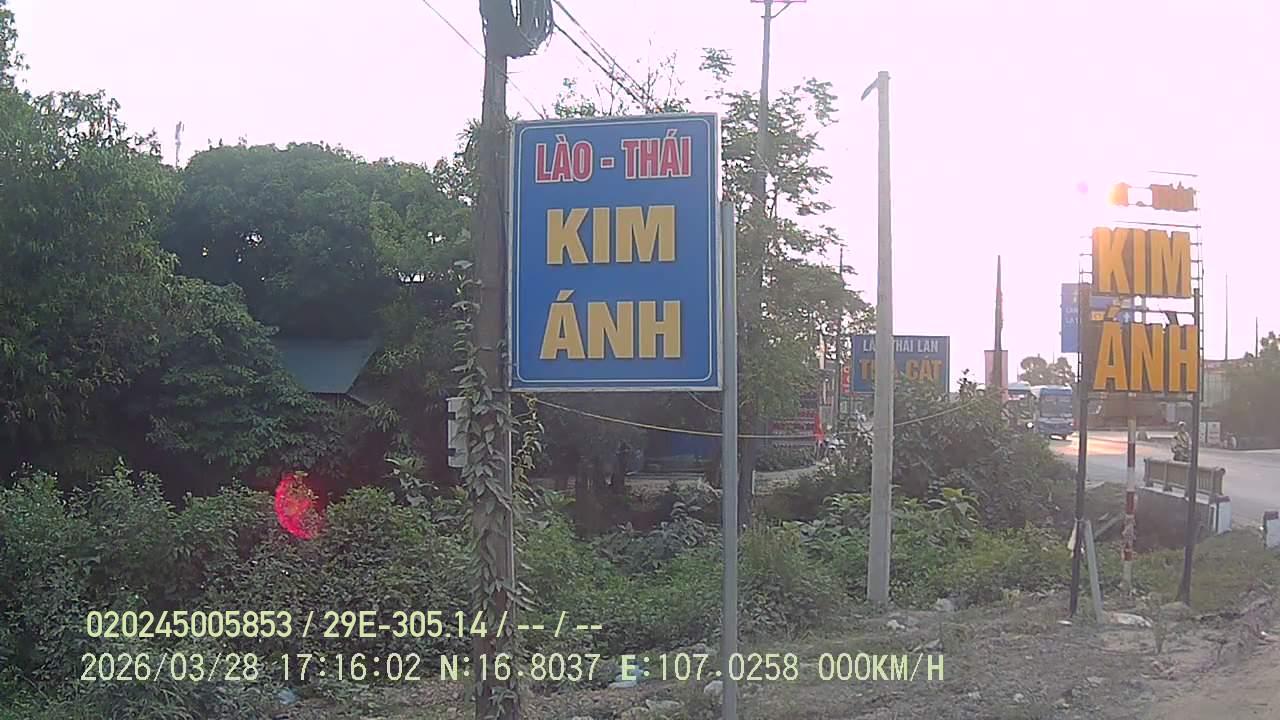 LÀO - THÁI
KIM
ÁNH
KIM
ÁNH
THÁI LAN
CÁT
020245005853 / 29E-305.14 / -- / --
2026/03/28 17:16:02 N:16.8037 E:107.0258 000KM/H